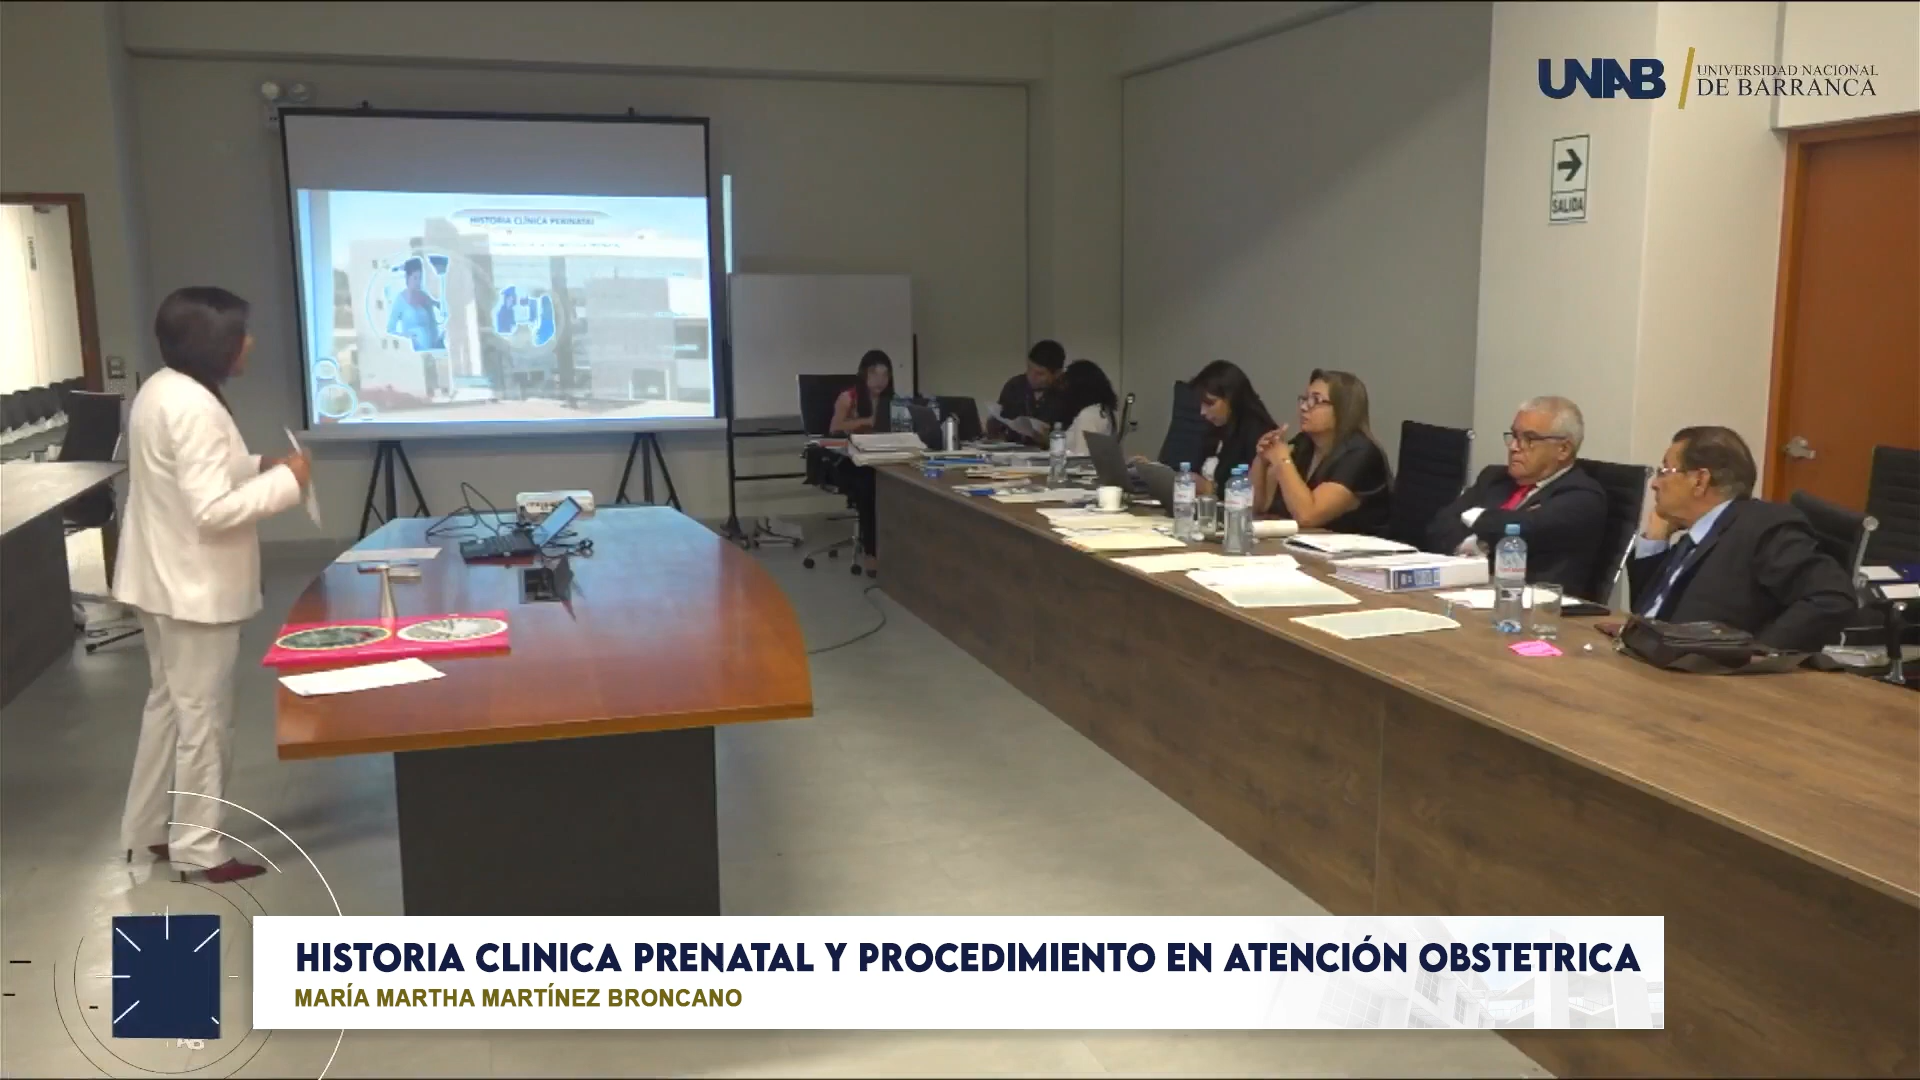 UNAB
UNIVERSIDAD NACIONAL
DE BARRANCA
SALIDA
HISTORIA CLÍNICA PERINATAL
HISTORIA CLINICA PRENATAL Y PROCEDIMIENTO EN ATENCIÓN OBSTETRICA
MARÍA MARTHA MARTÍNEZ BRONCANO